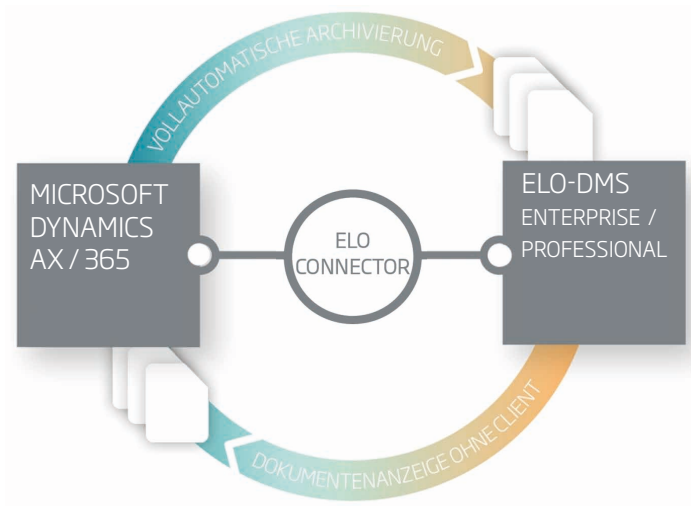 VOLLAUTOMATISCHE ARCHIVIERUNG
MICROSOFT
DYNAMICS
AX / 365
ELO
CONNECTOR
ELO-DMS
ENTERPRISE /
PROFESSIONAL
DOKUMENTENANZEIGE OHNE CLIENT